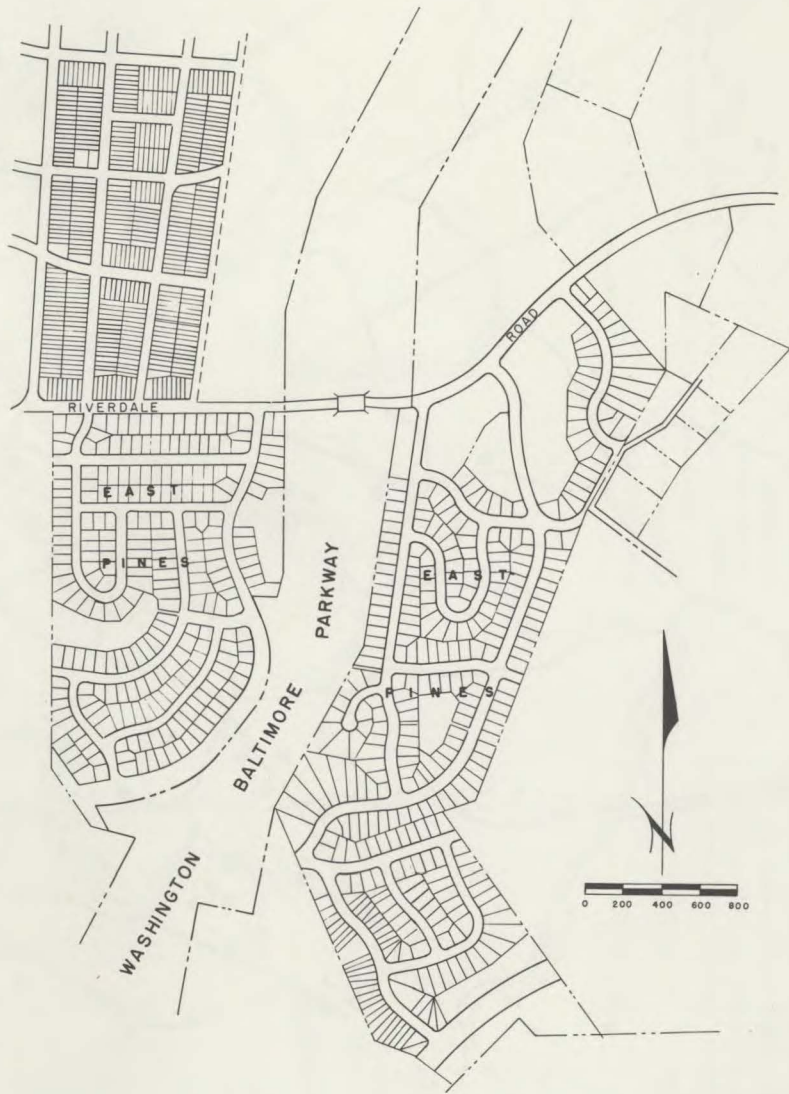 RIVERDALE
ROAD
EAST
PINES
EAST
PINES
WASHINGTON BALTIMORE PARKWAY
N
0 200 400 600 800